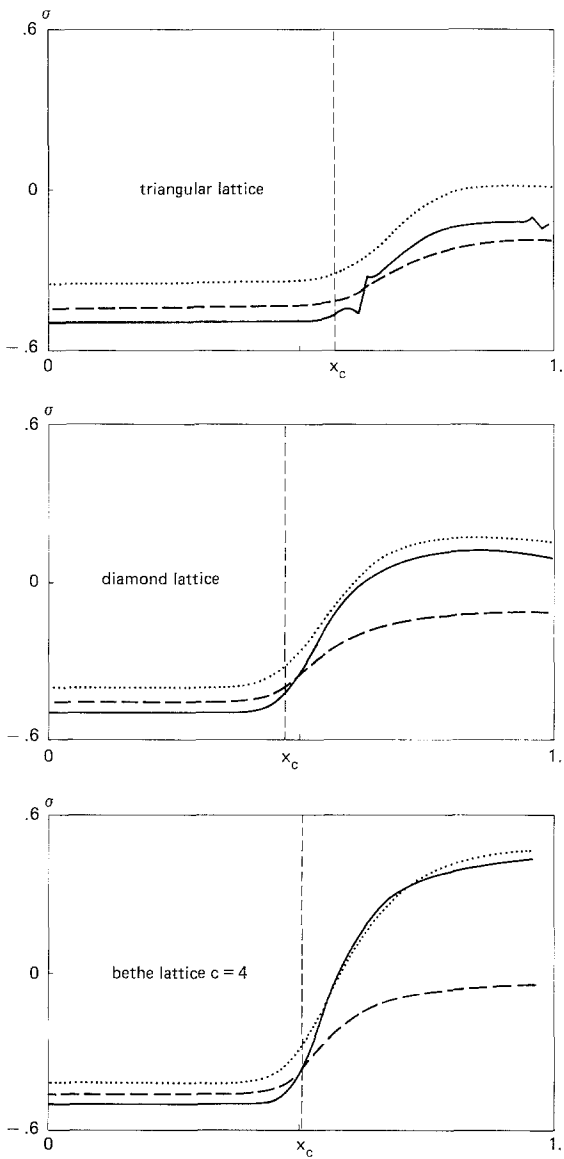 σ
.6
0
triangular lattice
− .6
0
x_c
1.
σ
.6
0
diamond lattice
− .6
0
x_c
1.
σ
.6
0
bethe lattice c = 4
− .6
0
x_c
1.